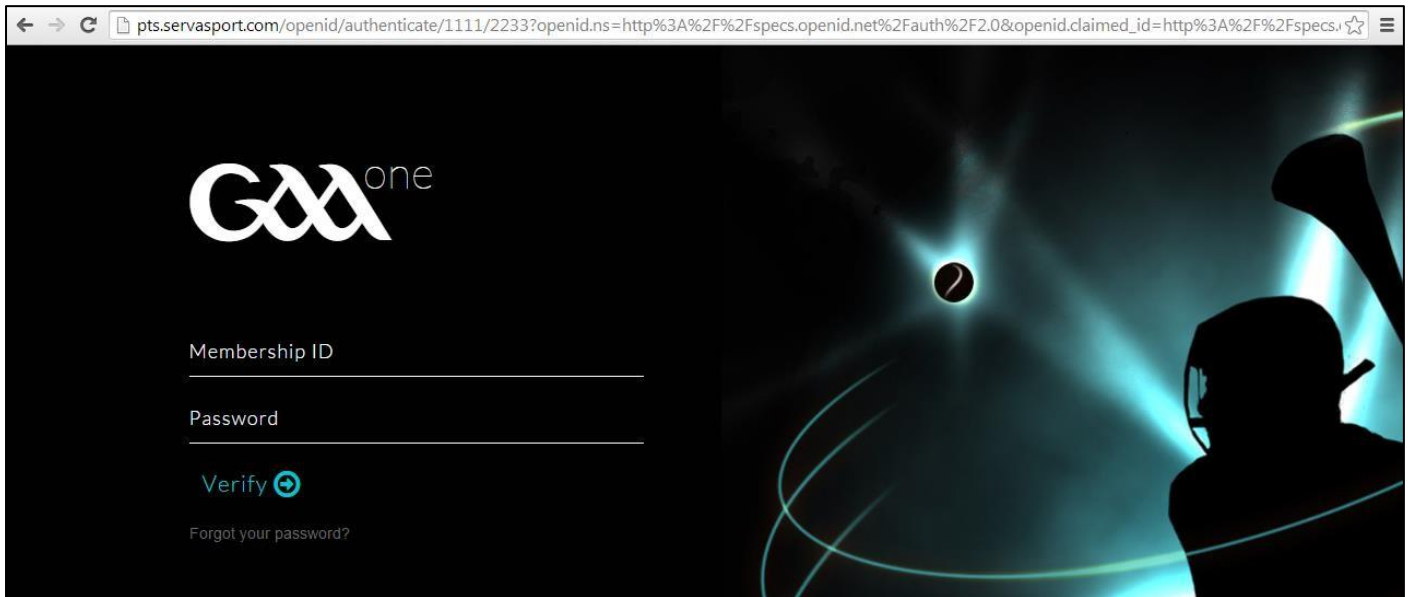 pts.servasport.com/openid/authenticate/1111/2233?openid.ns=http%3A%2F%2Fspecs.openid.net%2Fauth%2F2.0&openid.claimed_id=http%3A%2F%2Fspecs.
GAA one
Membership ID
Password
Verify
Forgot your password?